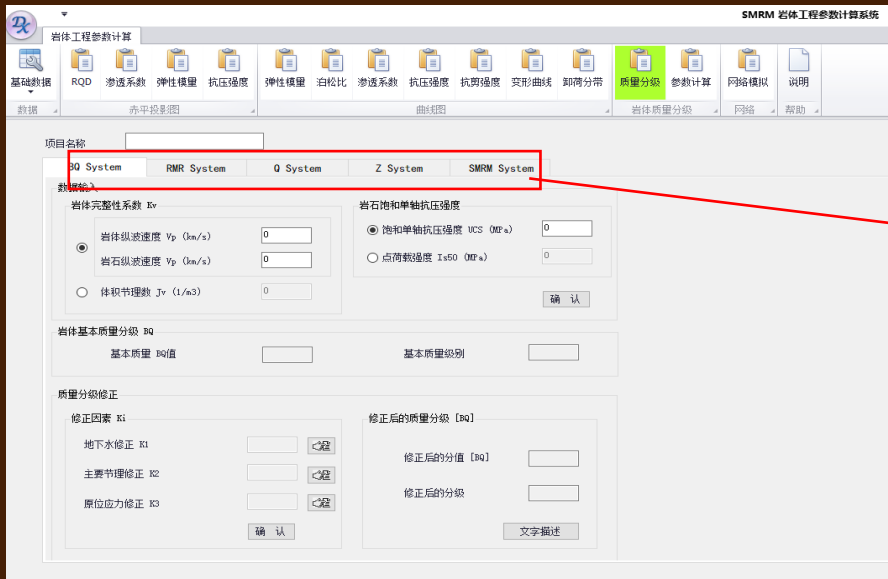 SMRM 岩体工程参数计算系统
岩体工程参数计算
基础数据 RQD 渗透系数 弹性模量 抗压强度 弹性模量 泊松比 渗透系数 抗压强度 抗剪强度 变形曲线 卸荷分带 质量分级 参数计算 网络模拟 说明
数据 赤平投影图 曲线图 岩体质量分级 网络 帮助
项目名称
BQ System RMR System Q System Z System SMRM System
数据输入
岩体完整性系数 Kv 岩石饱和单轴抗压强度
岩体纵波速度 Vp (km/s) 0 饱和单轴抗压强度 UCS (MPa) 0
岩石纵波速度 Vp (km/s) 0 点荷载强度 Is50 (MPa) 0
体积节理数 Jv (1/m3) 0 确 认
岩体基本质量分级 BQ
基本质量 BQ值 基本质量级别
质量分级修正
修正因素 Ki 修正后的质量分级 [BQ]
地下水修正 K1
修正后的分值 [BQ]
主要节理修正 K2
修正后的分级
原位应力修正 K3
确 认 文字描述